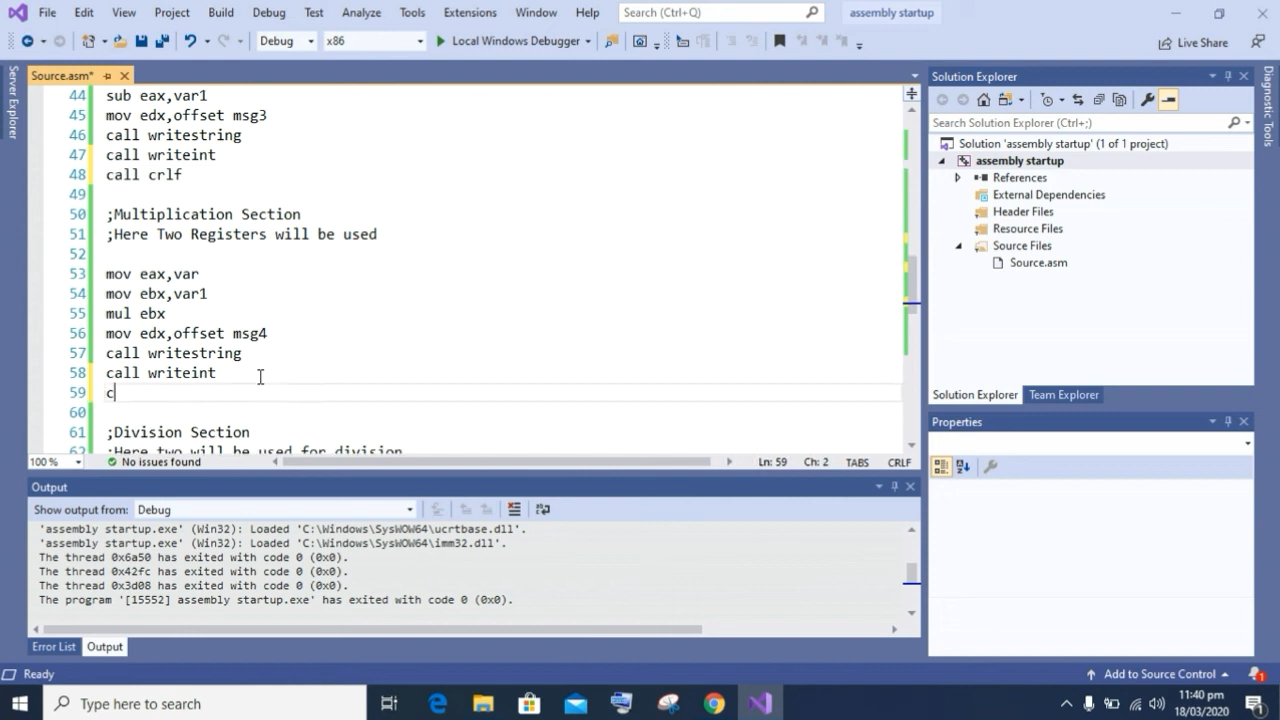 File Edit View Project Build Debug Test Analyze Tools Extensions Window Help Search (Ctrl+Q) assembly startup
Debug x86 Local Windows Debugger Live Share
Server Explorer
Source.asm*
44 sub eax,var1
45 mov edx,offset msg3
46 call writestring
47 call writeint
48 call crlf
49
50 ;Multiplication Section
51 ;Here Two Registers will be used
52
53 mov eax,var
54 mov ebx,var1
55 mul ebx
56 mov edx,offset msg4
57 call writestring
58 call writeint
59 c
60
61 ;Division Section
62 ;Here two will be used for division
100 % No issues found Ln: 59 Ch: 2 TABS CRLF
Output
Show output from: Debug
'assembly startup.exe' (Win32): Loaded 'C:\Windows\SysWOW64\ucrtbase.dll'.
'assembly startup.exe' (Win32): Loaded 'C:\Windows\SysWOW64\imm32.dll'.
The thread 0x6a50 has exited with code 0 (0x0).
The thread 0x42fc has exited with code 0 (0x0).
The thread 0x3d08 has exited with code 0 (0x0).
The program '[15552] assembly startup.exe' has exited with code 0 (0x0).
Error List Output
Solution Explorer
Search Solution Explorer (Ctrl+;)
Solution 'assembly startup' (1 of 1 project)
assembly startup
References
External Dependencies
Header Files
Resource Files
Source Files
Source.asm
Solution Explorer Team Explorer
Properties
Diagnostic Tools
Ready Add to Source Control 1
Type here to search
11:40 pm
18/03/2020
1